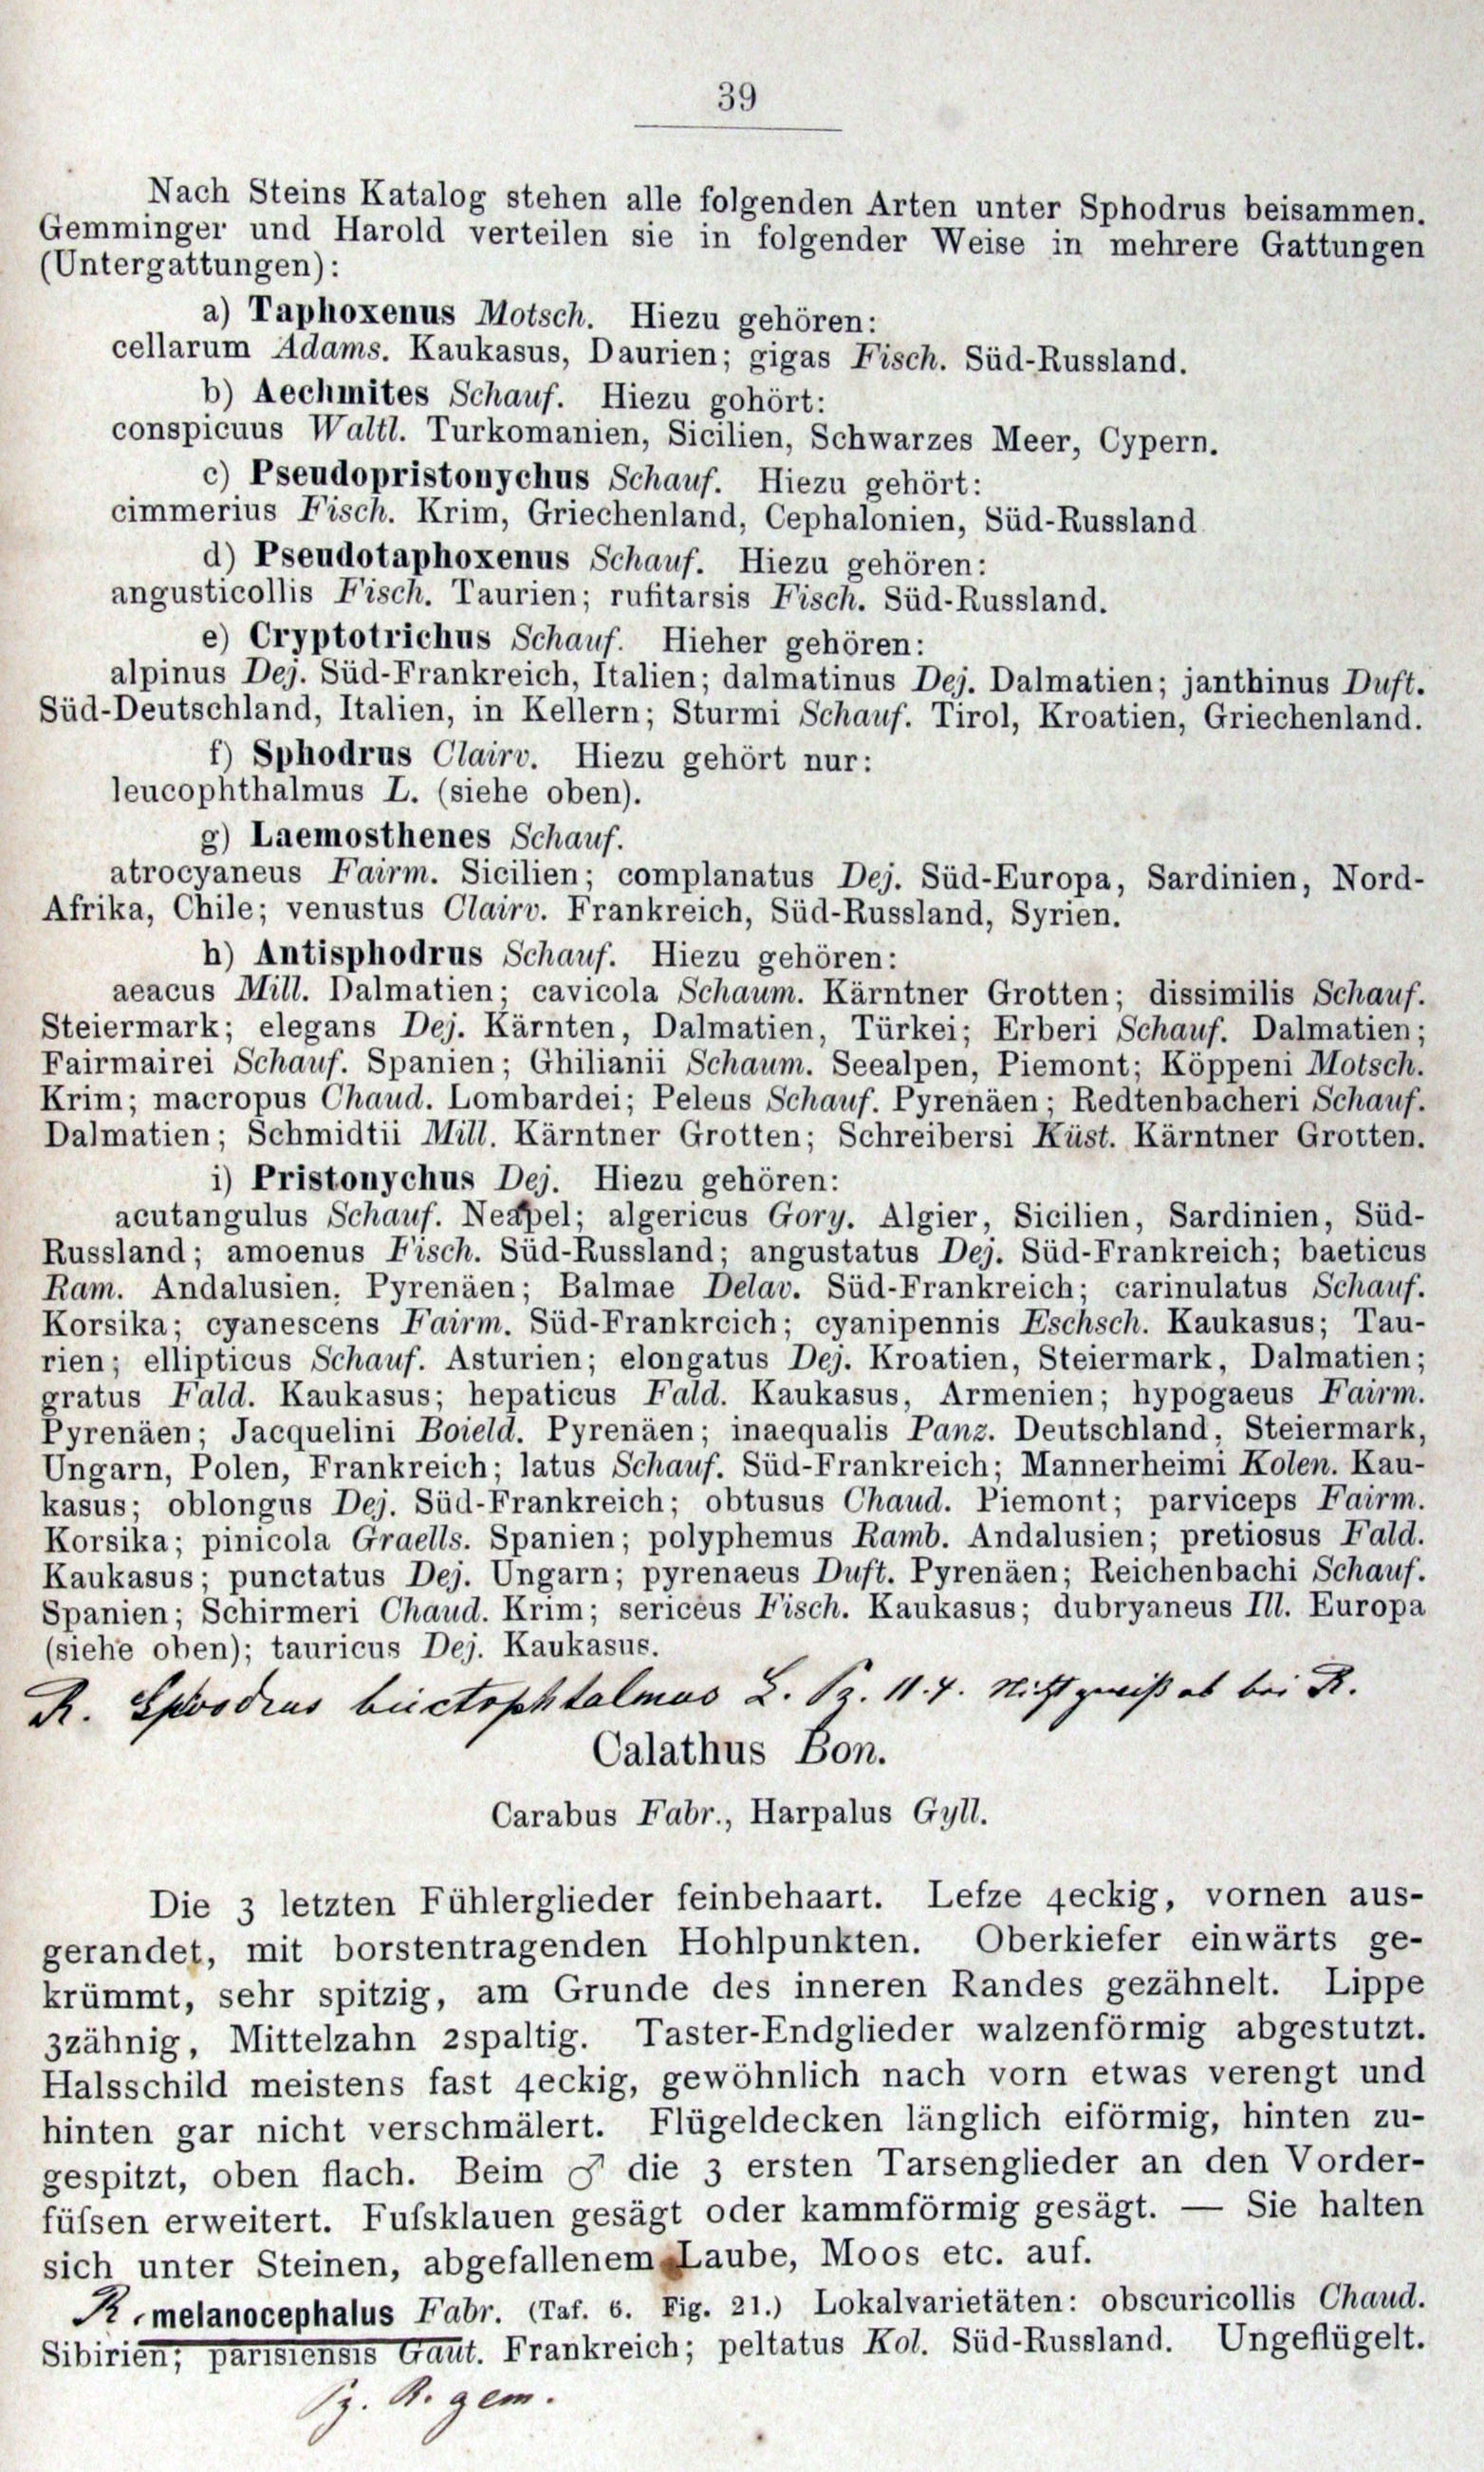 39
Nach Steins Katalog stehen alle folgenden Arten unter Sphodrus beisammen.
Gemminger und Harold verteilen sie in folgender Weise in mehrere Gattungen
(Untergattungen):
a) Taphoxenus Motsch. Hiezu gehören:
cellarum Adams. Kaukasus, Daurien; gigas Fisch. Süd-Russland.
b) Aechmites Schauf. Hiezu gohört:
conspicuus Waltl. Turkomanien, Sicilien, Schwarzes Meer, Cypern.
c) Pseudopristonychus Schauf. Hiezu gehört:
cimmerius Fisch. Krim, Griechenland, Cephalonien, Süd-Russland
d) Pseudotaphoxenus Schauf. Hiezu gehören:
angusticollis Fisch. Taurien; rufitarsis Fisch. Süd-Russland.
e) Cryptotrichus Schauf. Hieher gehören:
alpinus Dej. Süd-Frankreich, Italien; dalmatinus Dej. Dalmatien; janthinus Duft.
Süd-Deutschland, Italien, in Kellern; Sturmi Schauf. Tirol, Kroatien, Griechenland.
f) Sphodrus Clairv. Hiezu gehört nur:
leucophthalmus L. (siehe oben).
g) Laemosthenes Schauf.
atrocyaneus Fairm. Sicilien; complanatus Dej. Süd-Europa, Sardinien, Nord-
Afrika, Chile; venustus Clairv. Frankreich, Süd-Russland, Syrien.
h) Antisphodrus Schauf. Hiezu gehören:
aeacus Mill. Dalmatien; cavicola Schaum. Kärntner Grotten; dissimilis Schauf.
Steiermark; elegans Dej. Kärnten, Dalmatien, Türkei; Erberi Schauf. Dalmatien;
Fairmairei Schauf. Spanien; Ghilianii Schaum. Seealpen, Piemont; Köppeni Motsch.
Krim; macropus Chaud. Lombardei; Peleus Schauf. Pyrenäen; Redtenbacheri Schauf.
Dalmatien; Schmidtii Mill. Kärntner Grotten; Schreibersi Küst. Kärntner Grotten.
i) Pristonychus Dej. Hiezu gehören:
acutangulus Schauf. Neapel; algericus Gory. Algier, Sicilien, Sardinien, Süd-
Russland; amoenus Fisch. Süd-Russland; angustatus Dej. Süd-Frankreich; baeticus
Ram. Andalusien, Pyrenäen; Balmae Delav. Süd-Frankreich; carinulatus Schauf.
Korsika; cyanescens Fairm. Süd-Frankrcich; cyanipennis Eschsch. Kaukasus; Tau-
rien; ellipticus Schauf. Asturien; elongatus Dej. Kroatien, Steiermark, Dalmatien;
gratus Fald. Kaukasus; hepaticus Fald. Kaukasus, Armenien; hypogaeus Fairm.
Pyrenäen; Jacquelini Boield. Pyrenäen; inaequalis Panz. Deutschland, Steiermark,
Ungarn, Polen, Frankreich; latus Schauf. Süd-Frankreich; Mannerheimi Kolen. Kau-
kasus; oblongus Dej. Süd-Frankreich; obtusus Chaud. Piemont; parviceps Fairm.
Korsika; pinicola Graells. Spanien; polyphemus Ramb. Andalusien; pretiosus Fald.
Kaukasus; punctatus Dej. Ungarn; pyrenaeus Duft. Pyrenäen; Reichenbachi Schauf.
Spanien; Schirmeri Chaud. Krim; sericeus Fisch. Kaukasus; dubryaneus Ill. Europa
(siehe oben); tauricus Dej. Kaukasus.
R. L. 11.4. Nicht gewiß ob bei R.
Calathus Bon.
Carabus Fabr., Harpalus Gyll.
Die 3 letzten Fühlerglieder feinbehaart. Lefze 4eckig, vornen aus-
gerandet, mit borstentragenden Hohlpunkten. Oberkiefer einwärts ge-
krümmt, sehr spitzig, am Grunde des inneren Randes gezähnelt. Lippe
3zähnig, Mittelzahn 2spaltig. Taster-Endglieder walzenförmig abgestutzt.
Halsschild meistens fast 4eckig, gewöhnlich nach vorn etwas verengt und
hinten gar nicht verschmälert. Flügeldecken länglich eiförmig, hinten zu-
gespitzt, oben flach. Beim ♂ die 3 ersten Tarsenglieder an den Vorder-
füſsen erweitert. Fuſsklauen gesägt oder kammförmig gesägt. — Sie halten
sich unter Steinen, abgefallenem Laube, Moos etc. auf.
R. melanocephalus Fabr. (Taf. 6. Fig. 21.) Lokalvarietäten: obscuricollis Chaud.
Sibirien; parisiensis Gaut. Frankreich; peltatus Kol. Süd-Russland. Ungeflügelt.
R. gem.